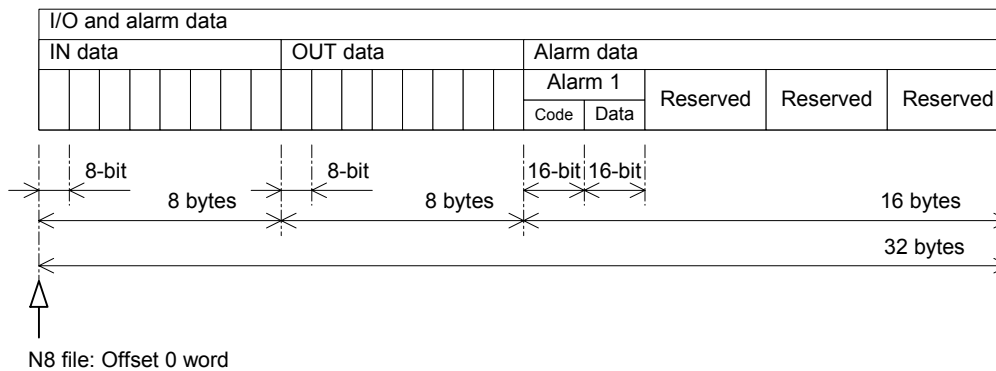 I/O and alarm data
IN data OUT data Alarm data
Alarm 1 Reserved Reserved Reserved
Code Data
8-bit 8-bit 16-bit 16-bit
8 bytes 8 bytes 16 bytes
32 bytes
N8 file: Offset 0 word